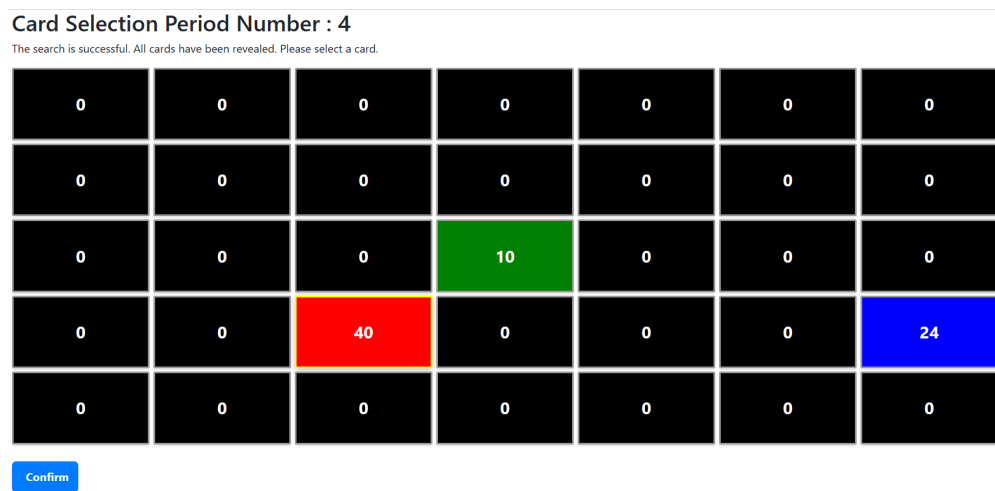 Card Selection Period Number : 4
The search is successful. All cards have been revealed. Please select a card.
0 0 0 0 0 0 0
0 0 0 0 0 0 0
0 0 0 10 0 0 0
0 0 40 0 0 0 24
0 0 0 0 0 0 0
Confirm